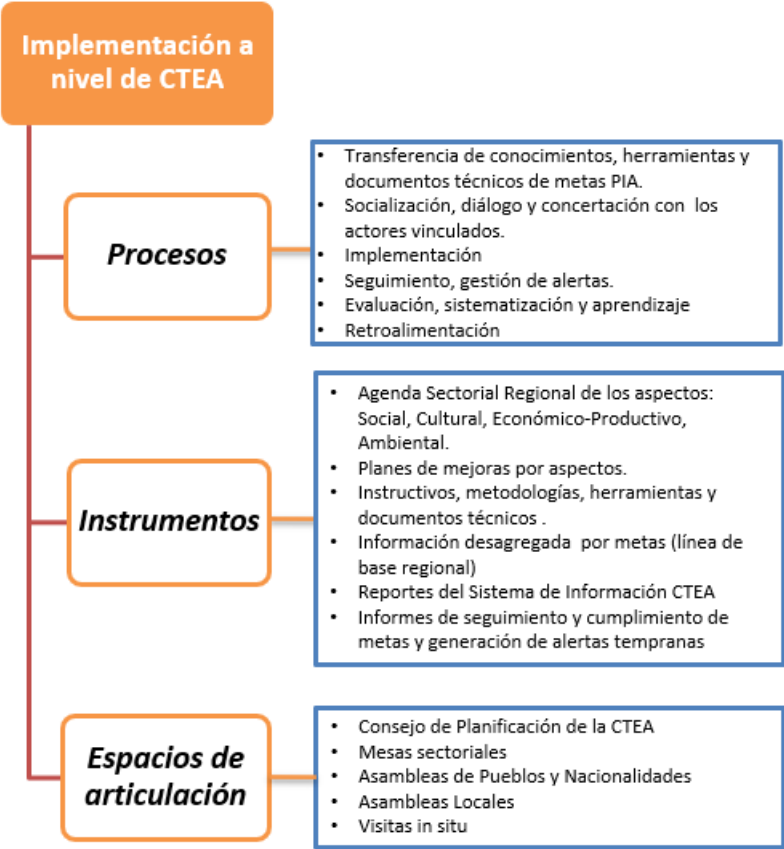 Implementación a
nivel de CTEA
Procesos
• Transferencia de conocimientos, herramientas y
documentos técnicos de metas PIA.
• Socialización, diálogo y concertación con los
actores vinculados.
• Implementación
• Seguimiento, gestión de alertas.
• Evaluación, sistematización y aprendizaje
• Retroalimentación
Instrumentos
• Agenda Sectorial Regional de los aspectos:
Social, Cultural, Económico-Productivo,
Ambiental.
• Planes de mejoras por aspectos.
• Instructivos, metodologías, herramientas y
documentos técnicos .
• Información desagregada por metas (línea de
base regional)
• Reportes del Sistema de Información CTEA
• Informes de seguimiento y cumplimiento de
metas y generación de alertas tempranas
Espacios de
articulación
• Consejo de Planificación de la CTEA
• Mesas sectoriales
• Asambleas de Pueblos y Nacionalidades
• Asambleas Locales
• Visitas in situ